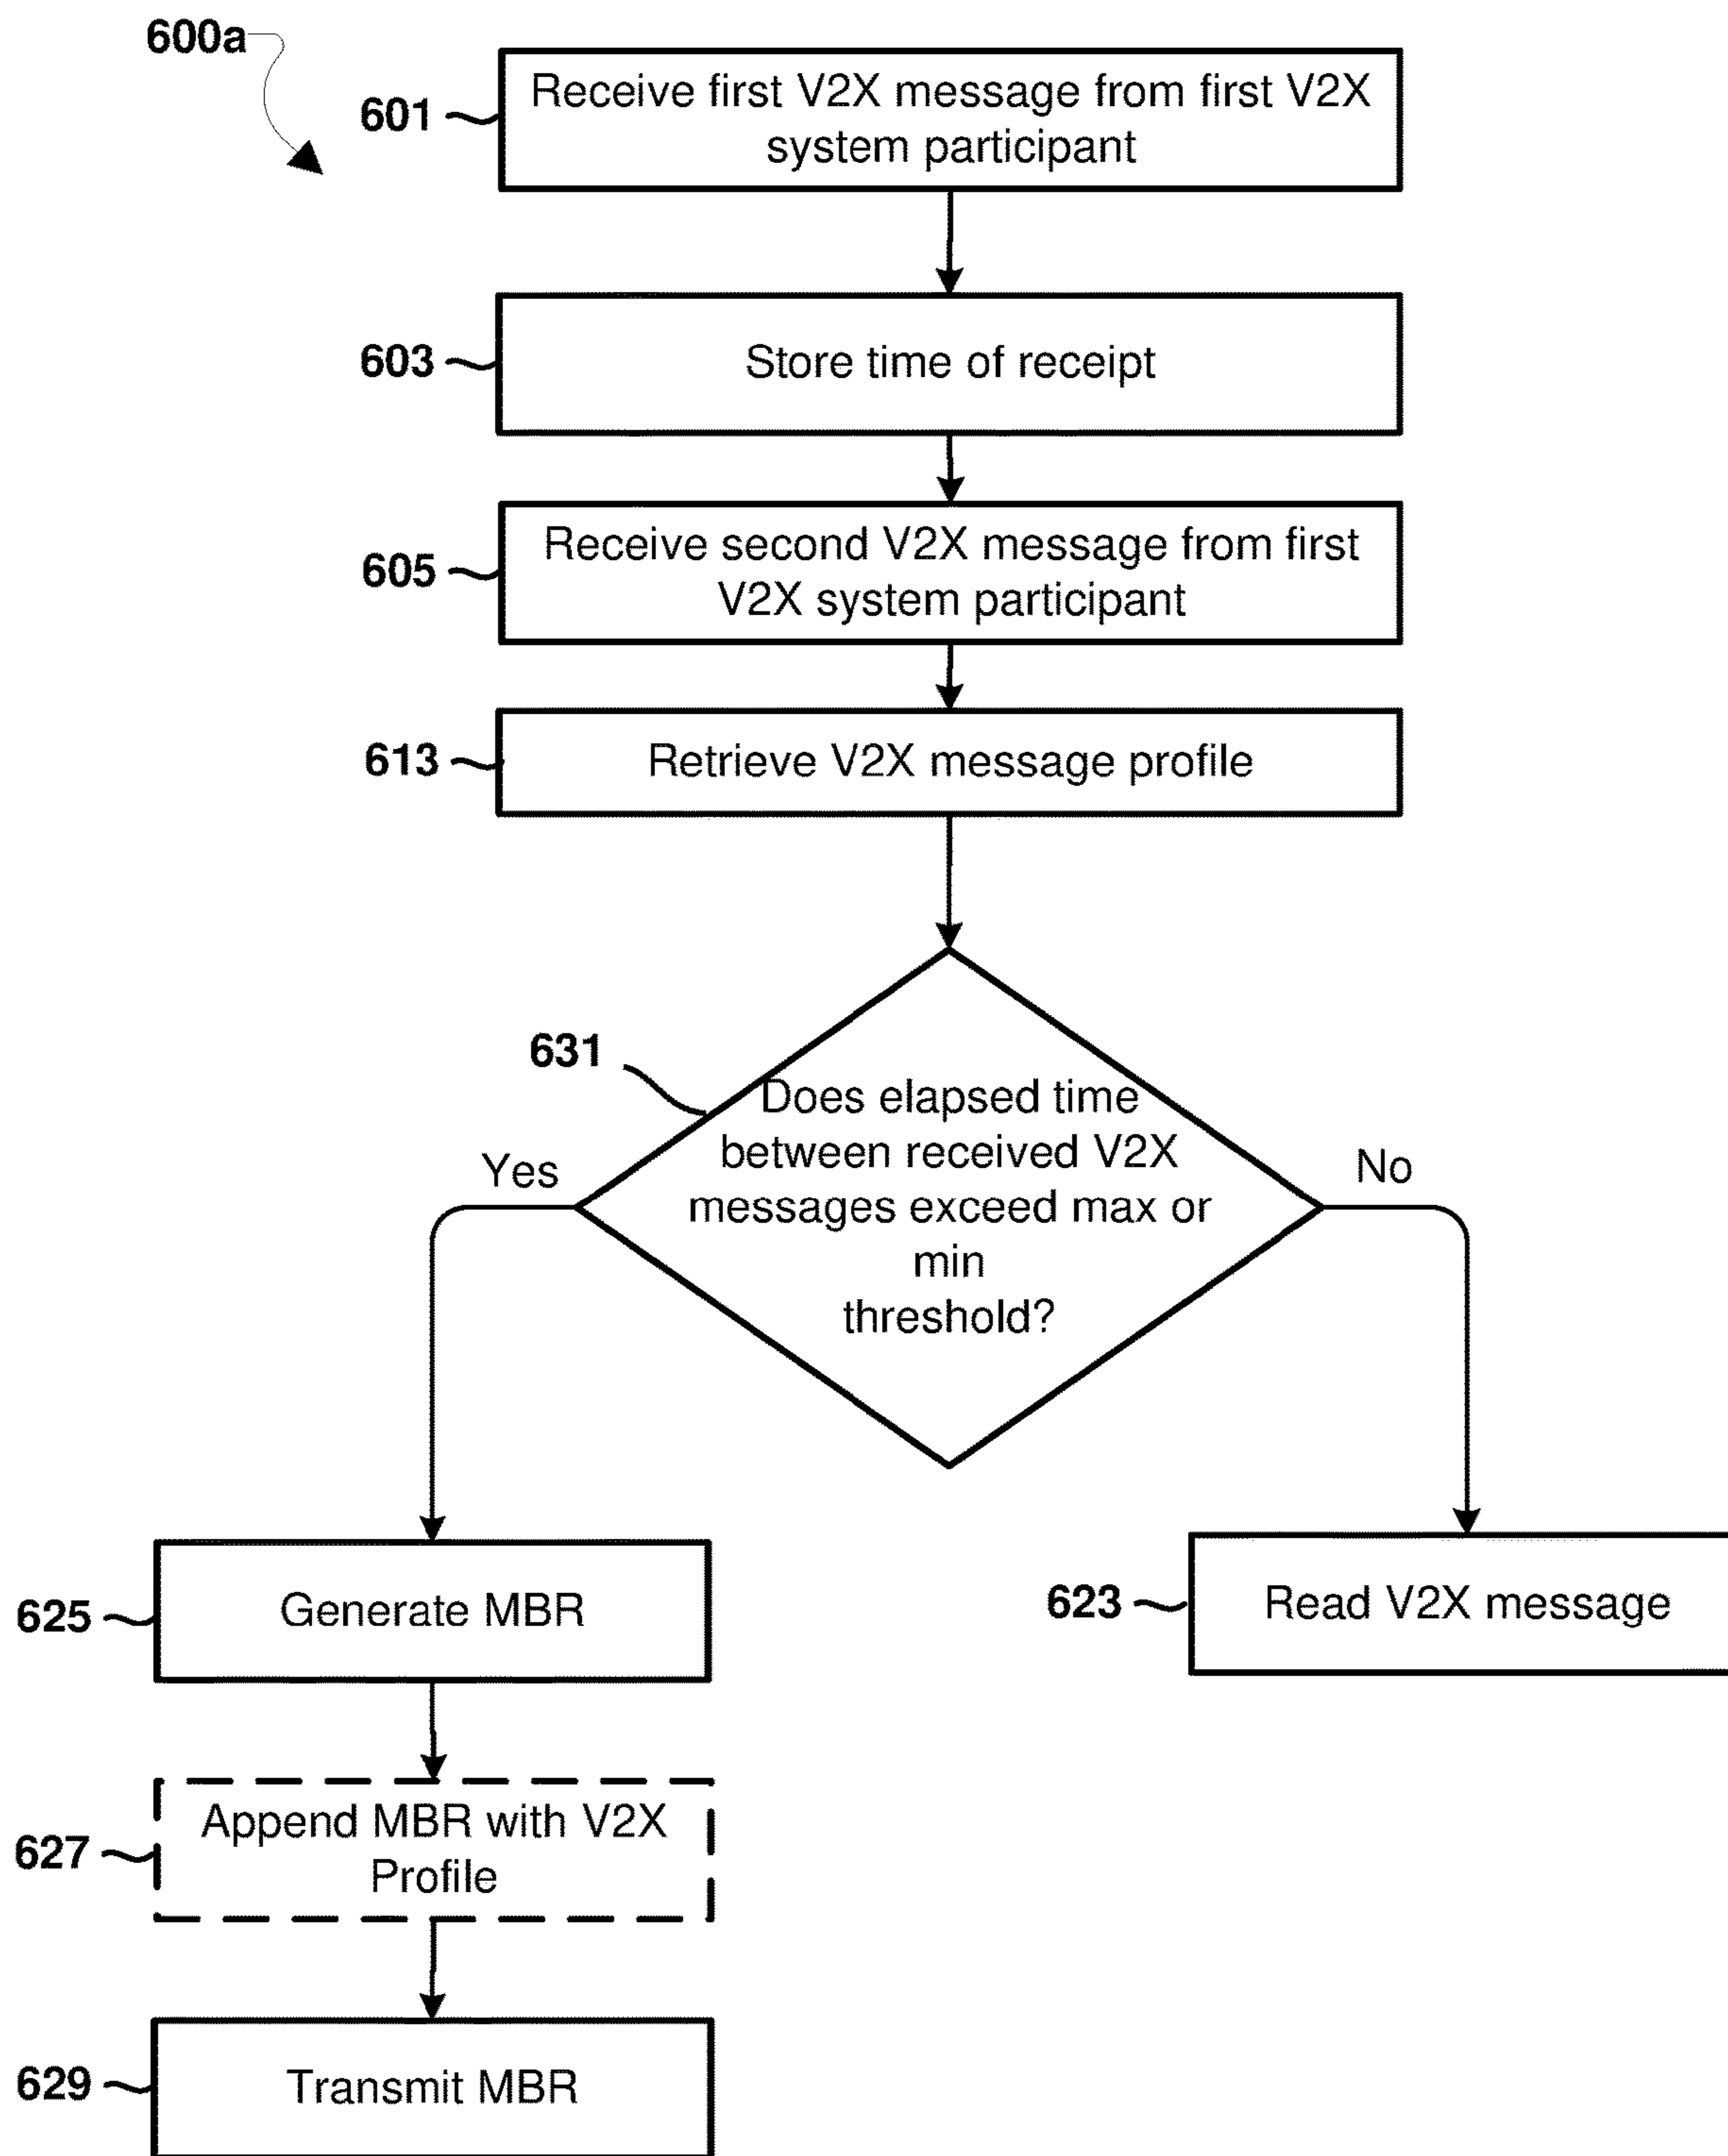 600a
601
Receive first V2X message from first V2X
system participant
603
Store time of receipt
605
Receive second V2X message from first
V2X system participant
613
Retrieve V2X message profile
631
Does elapsed time
between received V2X
messages exceed max or
min
threshold?
Yes
No
625
Generate MBR
623
Read V2X message
627
Append MBR with V2X
Profile
629
Transmit MBR